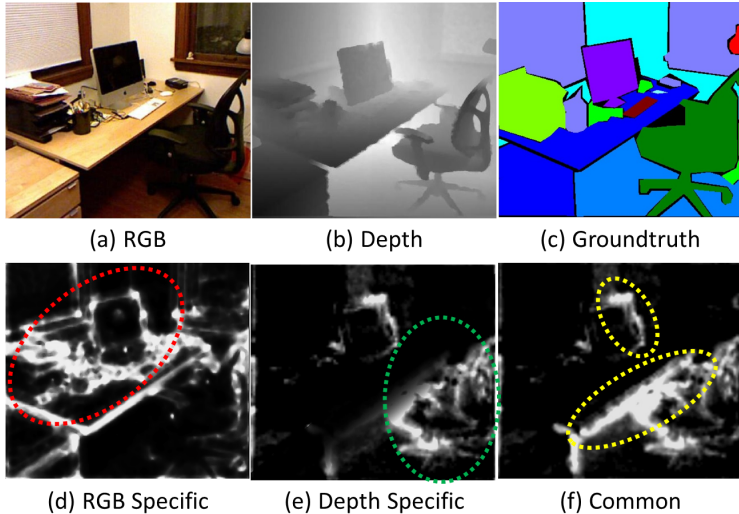 (a) RGB
(b) Depth
(c) Groundtruth
(d) RGB Specific
(e) Depth Specific
(f) Common